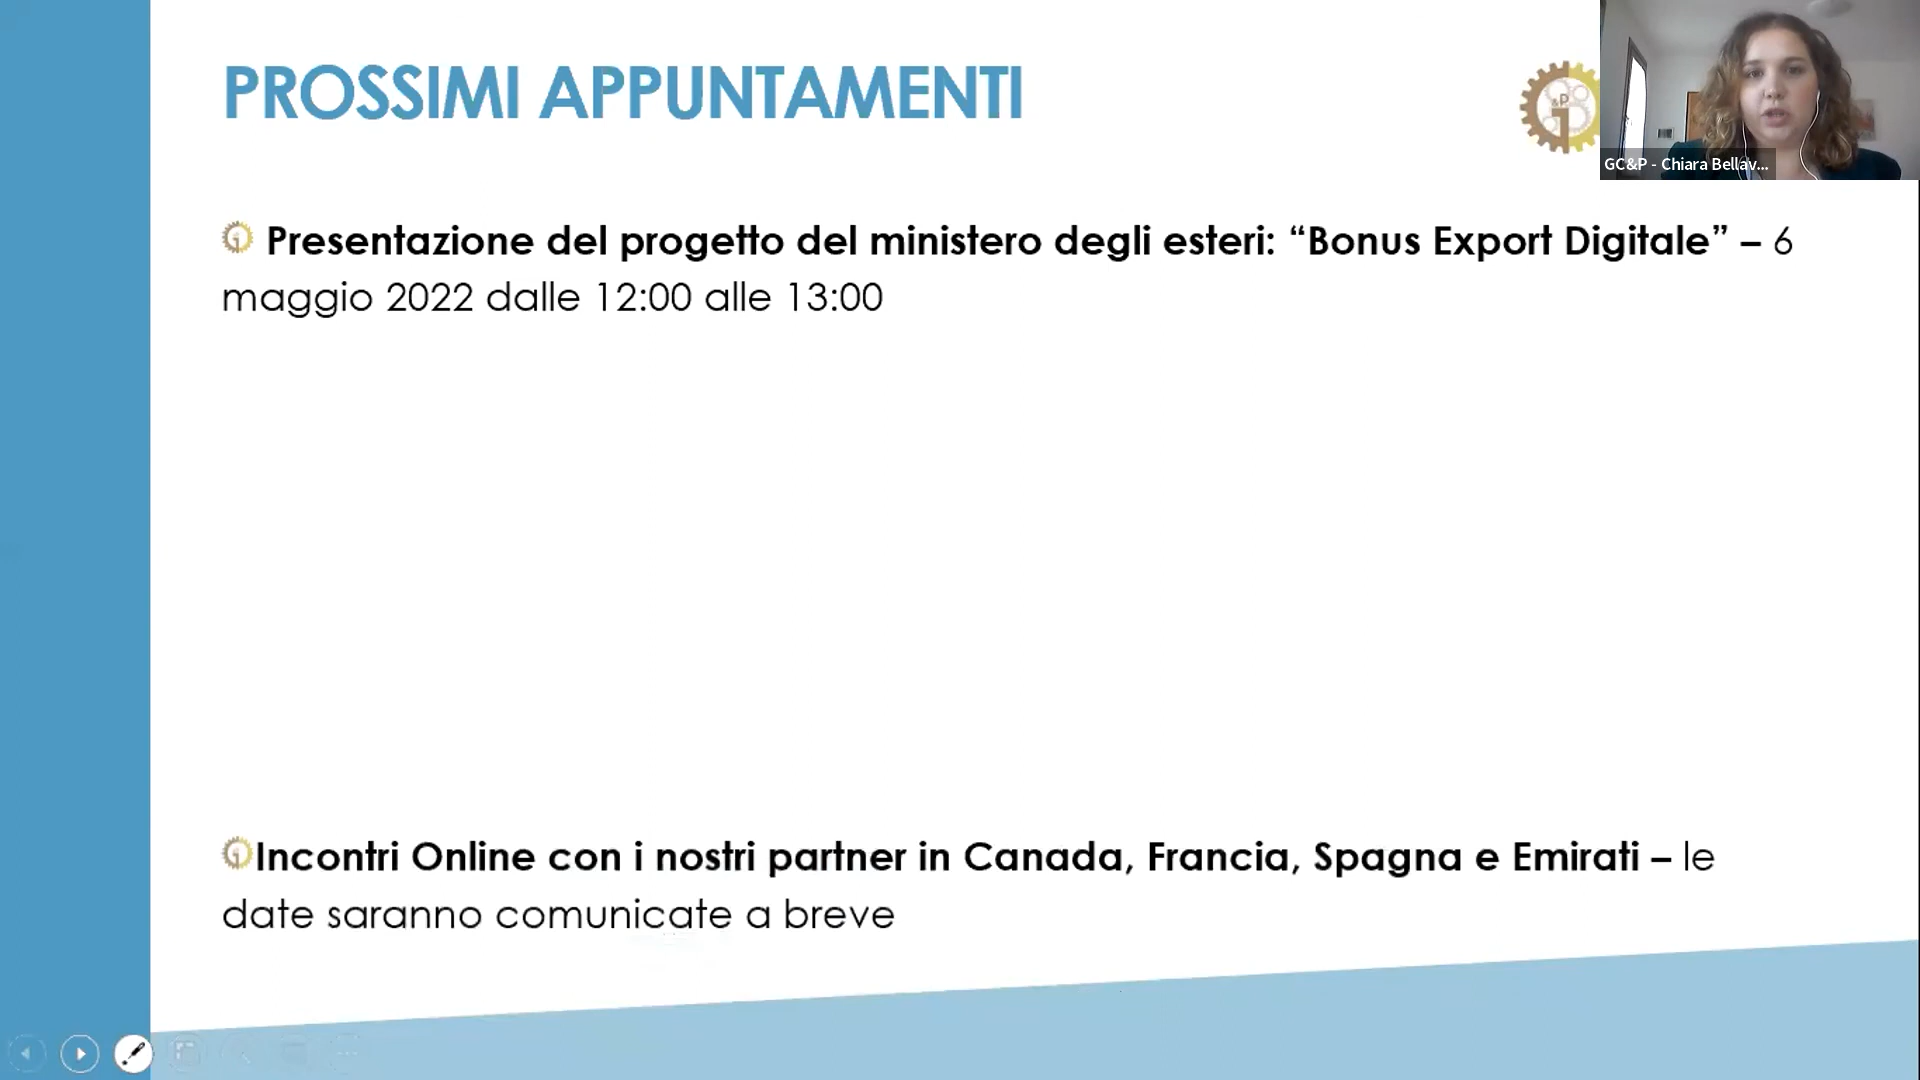 PROSSIMI APPUNTAMENTI
GC&P - Chiara Bellav...
Presentazione del progetto del ministero degli esteri: “Bonus Export Digitale” – 6
maggio 2022 dalle 12:00 alle 13:00
Incontri Online con i nostri partner in Canada, Francia, Spagna e Emirati – le
date saranno comunicate a breve